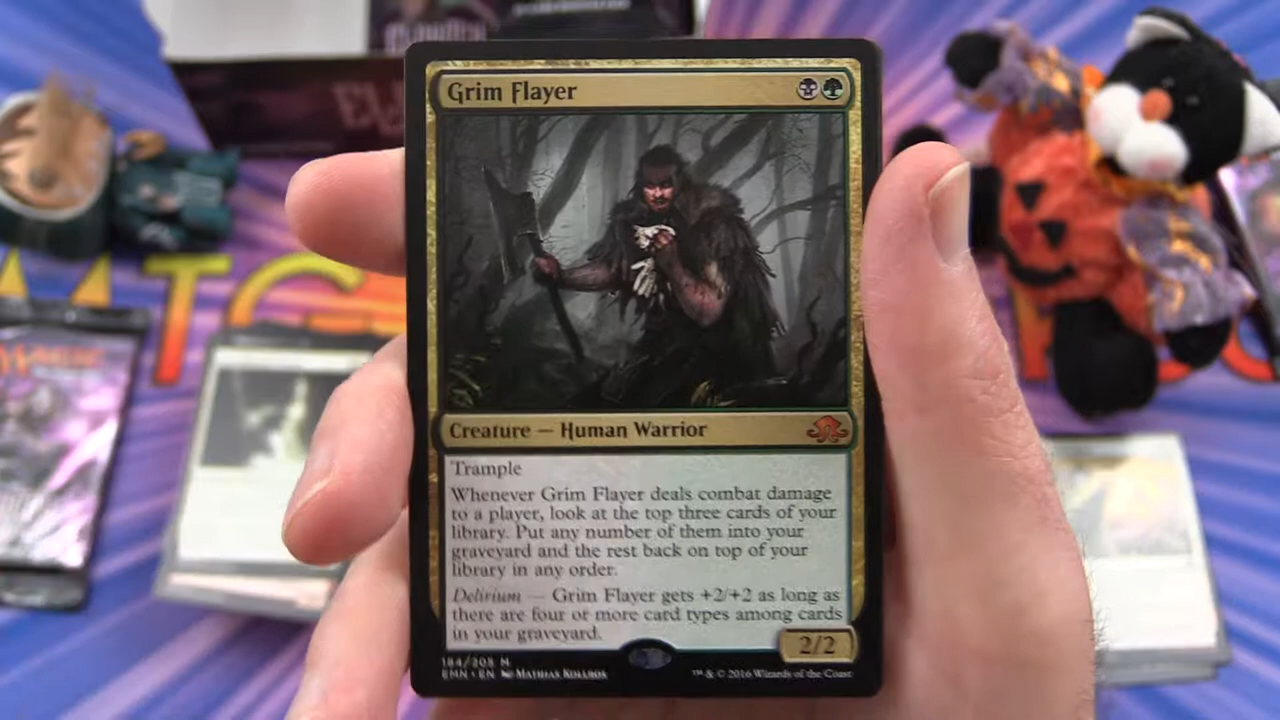 Grim Flayer
MTG
MAGIC
Creature — Human Warrior
Trample
Whenever Grim Flayer deals combat damage
to a player, look at the top three cards of your
library. Put any number of them into your
graveyard and the rest back on top of your
library in any order.
Delirium — Grim Flayer gets +2/+2 as long as
there are four or more card types among cards
in your graveyard.
2/2
184/205 M
EMN • EN Mathias Kollros
™ & © 2016 Wizards of the Coast